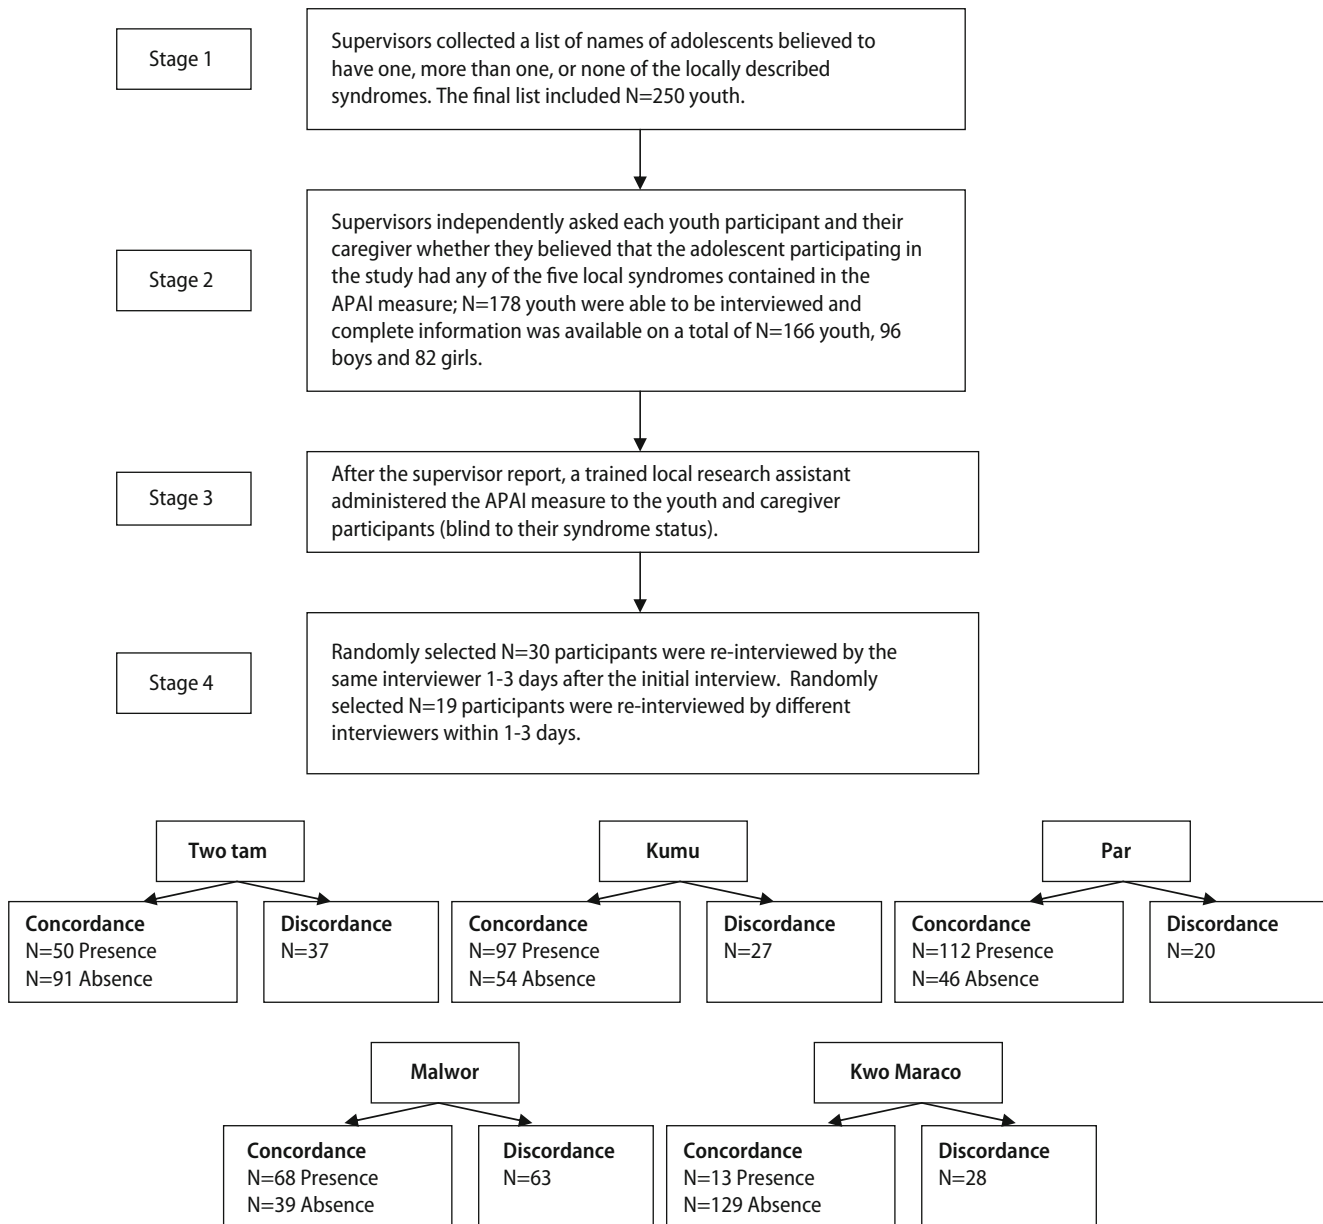 Stage 1
Supervisors collected a list of names of adolescents believed to
have one, more than one, or none of the locally described
syndromes. The final list included N=250 youth.
Stage 2
Supervisors independently asked each youth participant and their
caregiver whether they believed that the adolescent participating in
the study had any of the five local syndromes contained in the
APAI measure; N=178 youth were able to be interviewed and
complete information was available on a total of N=166 youth, 96
boys and 82 girls.
Stage 3
After the supervisor report, a trained local research assistant
administered the APAI measure to the youth and caregiver
participants (blind to their syndrome status).
Stage 4
Randomly selected N=30 participants were re-interviewed by the
same interviewer 1-3 days after the initial interview. Randomly
selected N=19 participants were re-interviewed by different
interviewers within 1-3 days.
Two tam
Concordance
N=50 Presence
N=91 Absence
Discordance
N=37
Kumu
Concordance
N=97 Presence
N=54 Absence
Discordance
N=27
Par
Concordance
N=112 Presence
N=46 Absence
Discordance
N=20
Malwor
Concordance
N=68 Presence
N=39 Absence
Discordance
N=63
Kwo Maraco
Concordance
N=13 Presence
N=129 Absence
Discordance
N=28